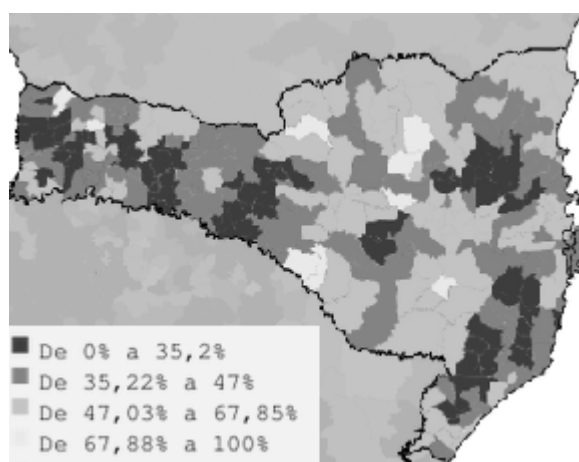 De 0% a 35,2%
De 35,22% a 47%
De 47,03% a 67,85%
De 67,88% a 100%